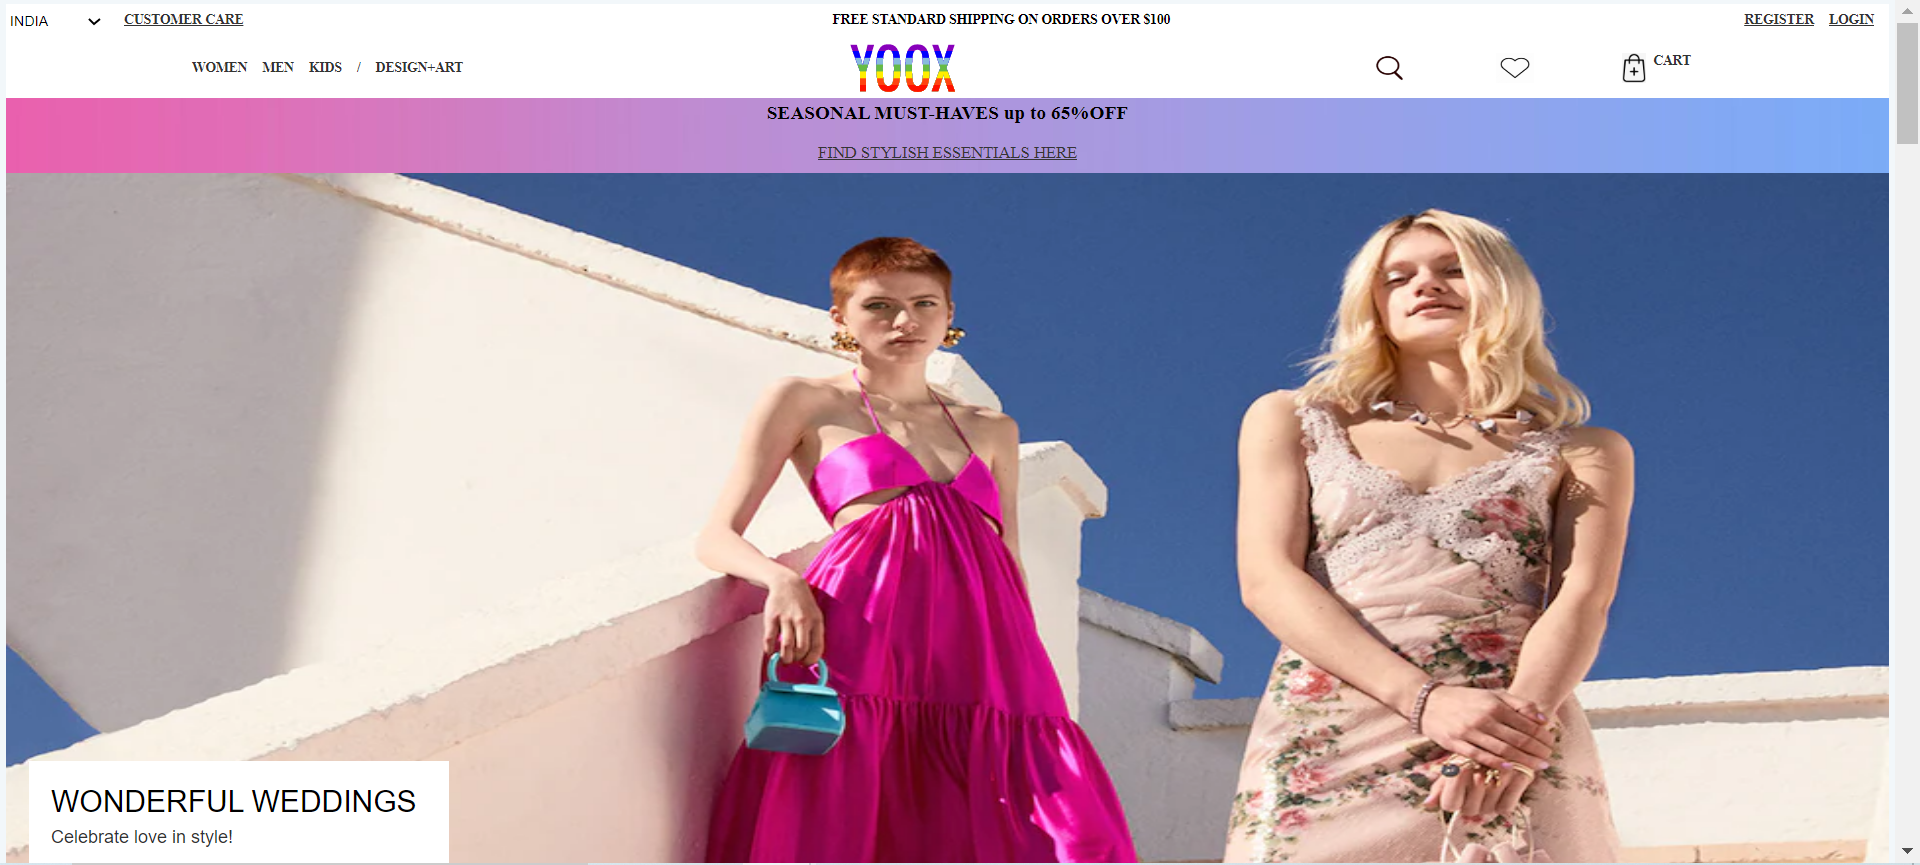 INDIA CUSTOMER CARE FREE STANDARD SHIPPING ON ORDERS OVER $100 REGISTER LOGIN
WOMEN MEN KIDS / DESIGN+ART YOOX CART
SEASONAL MUST-HAVES up to 65%OFF
FIND STYLISH ESSENTIALS HERE
WONDERFUL WEDDINGS
Celebrate love in style!